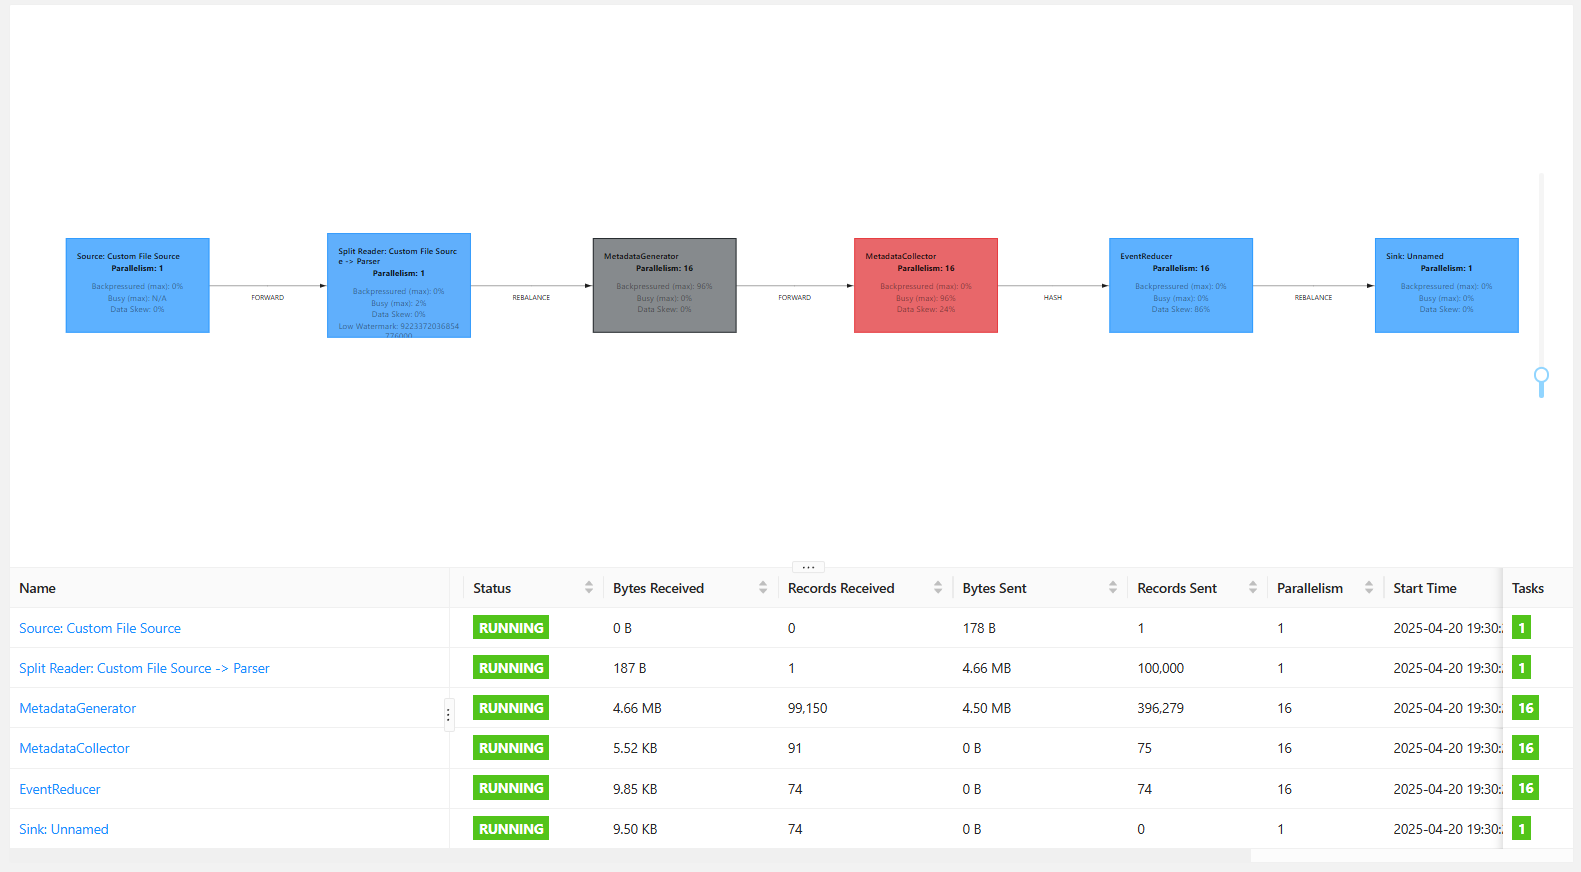 Source: Custom File Source
Parallelism: 1
Backpressured (max): 0%
Busy (max): N/A
Data Skew: 0%
FORWARD
Split Reader: Custom File Sourc
e -> Parser
Parallelism: 1
Backpressured (max): 0%
Busy (max): 2%
Data Skew: 0%
Low Watermark: 9223372036854
776000
REBALANCE
MetadataGenerator
Parallelism: 16
Backpressured (max): 96%
Busy (max): 0%
Data Skew: 0%
FORWARD
MetadataCollector
Parallelism: 16
Backpressured (max): 0%
Busy (max): 96%
Data Skew: 24%
HASH
EventReducer
Parallelism: 16
Backpressured (max): 0%
Busy (max): 0%
Data Skew: 86%
REBALANCE
Sink: Unnamed
Parallelism: 1
Backpressured (max): 0%
Busy (max): 0%
Data Skew: 0%
Name Status Bytes Received Records Received Bytes Sent Records Sent Parallelism Start Time Tasks
Source: Custom File Source RUNNING 0 B 0 178 B 1 1 2025-04-20 19:30: 1
Split Reader: Custom File Source -> Parser RUNNING 187 B 1 4.66 MB 100,000 1 2025-04-20 19:30: 1
MetadataGenerator RUNNING 4.66 MB 99,150 4.50 MB 396,279 16 2025-04-20 19:30: 16
MetadataCollector RUNNING 5.52 KB 91 0 B 75 16 2025-04-20 19:30: 16
EventReducer RUNNING 9.85 KB 74 0 B 74 16 2025-04-20 19:30: 16
Sink: Unnamed RUNNING 9.50 KB 74 0 B 0 1 2025-04-20 19:30: 1